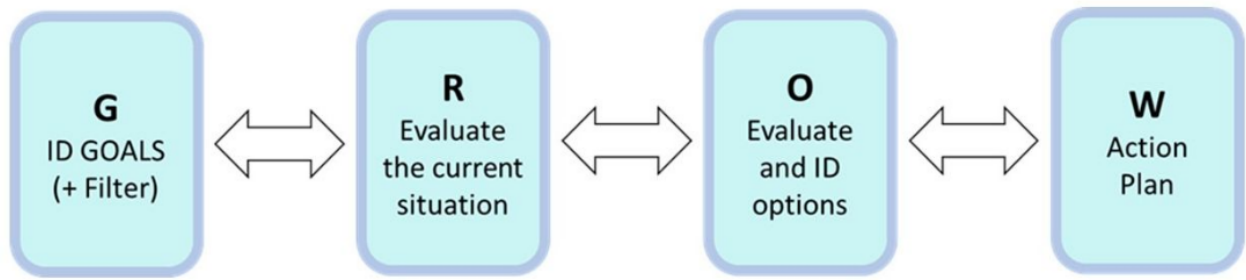 G
ID GOALS
(+ Filter)
R
Evaluate
the current
situation
O
Evaluate
and ID
options
W
Action
Plan